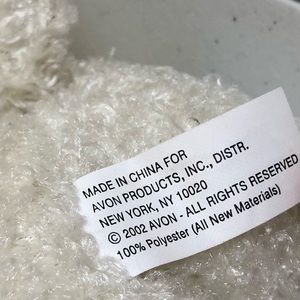 MADE IN CHINA FOR
AVON PRODUCTS, INC., DISTR.
NEW YORK, NY 10020
© 2002 AVON - ALL RIGHTS RESERVED
100% Polyester (All New Materials)